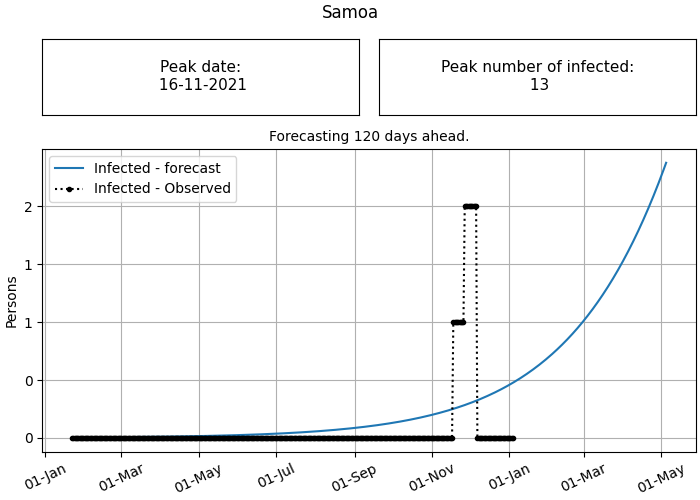 Samoa
Peak date:
16-11-2021
Peak number of infected:
13
Forecasting 120 days ahead.
Infected - forecast
Infected - Observed
Persons
2
1
1
0
0
01-Jan
01-Mar
01-May
01-Jul
01-Sep
01-Nov
01-Jan
01-Mar
01-May